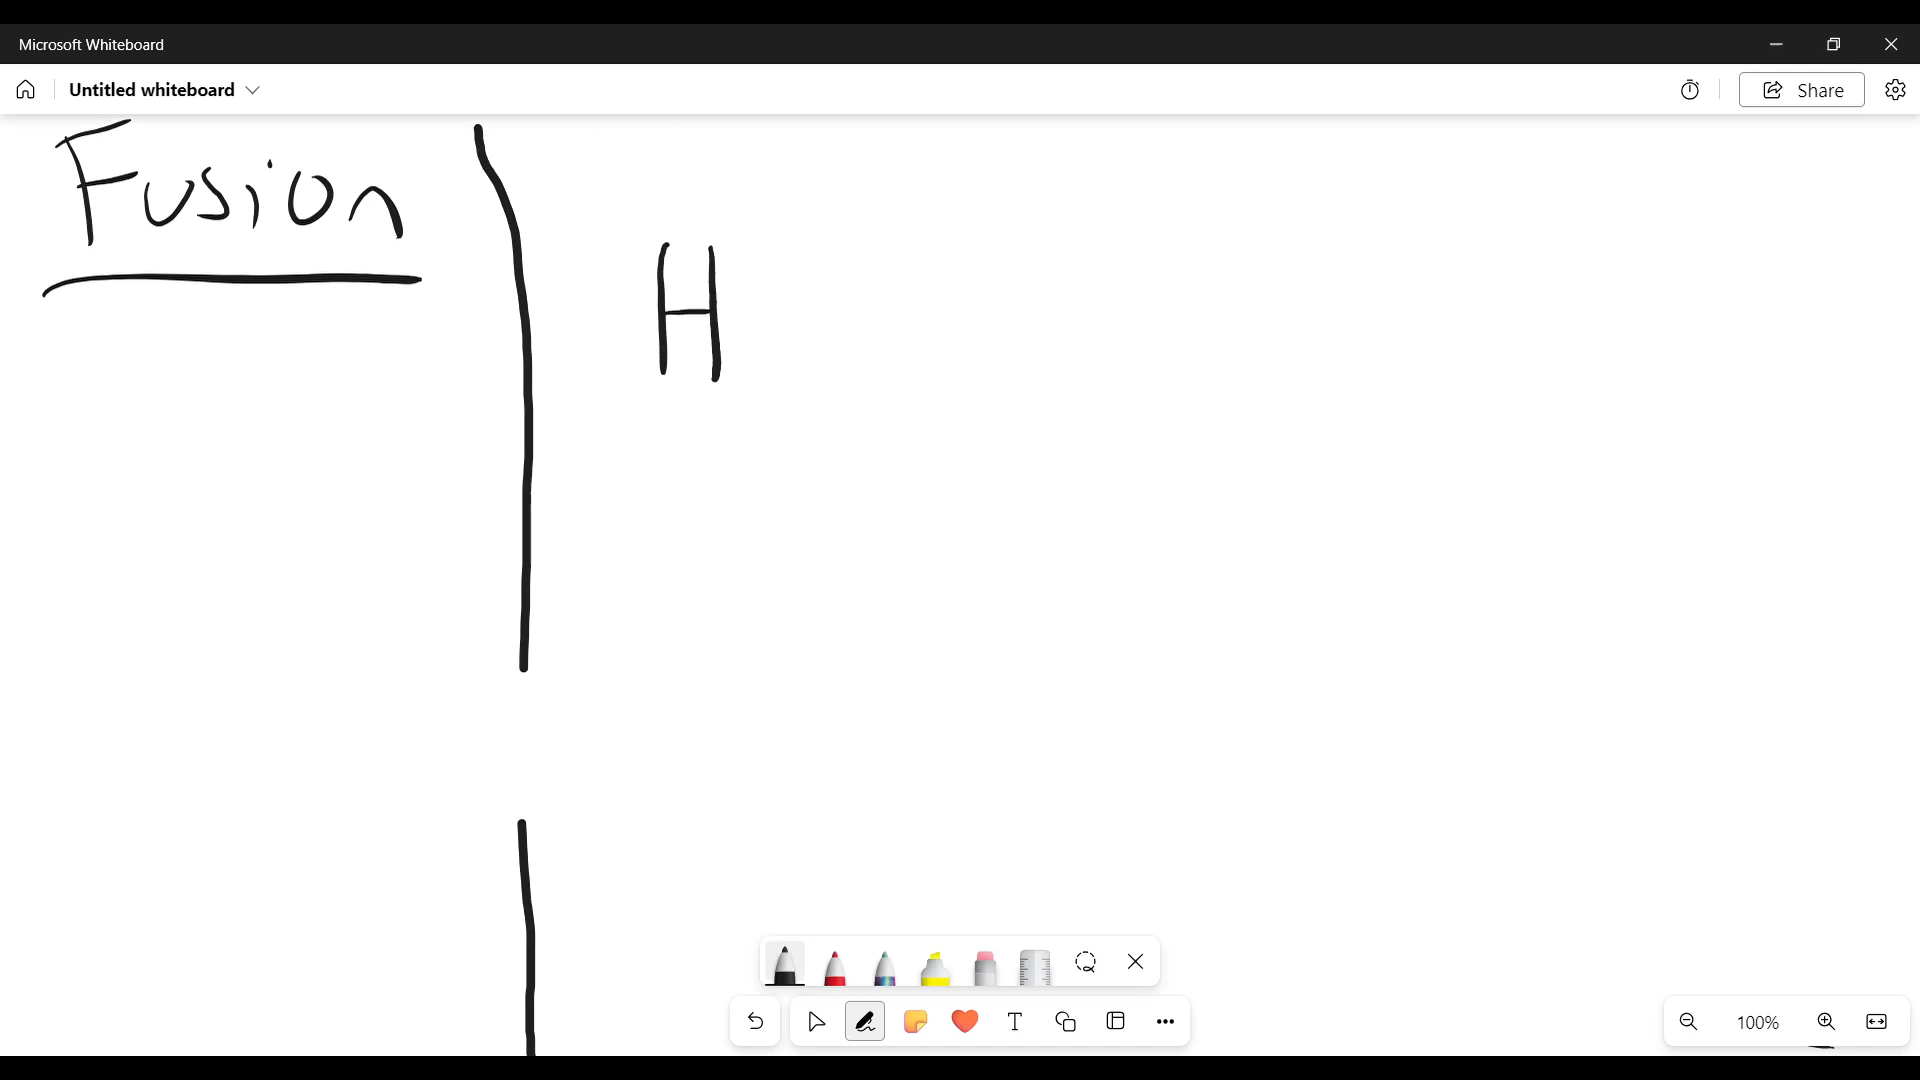 Microsoft Whiteboard
Untitled whiteboard
Share
Fusion
H
T
100%